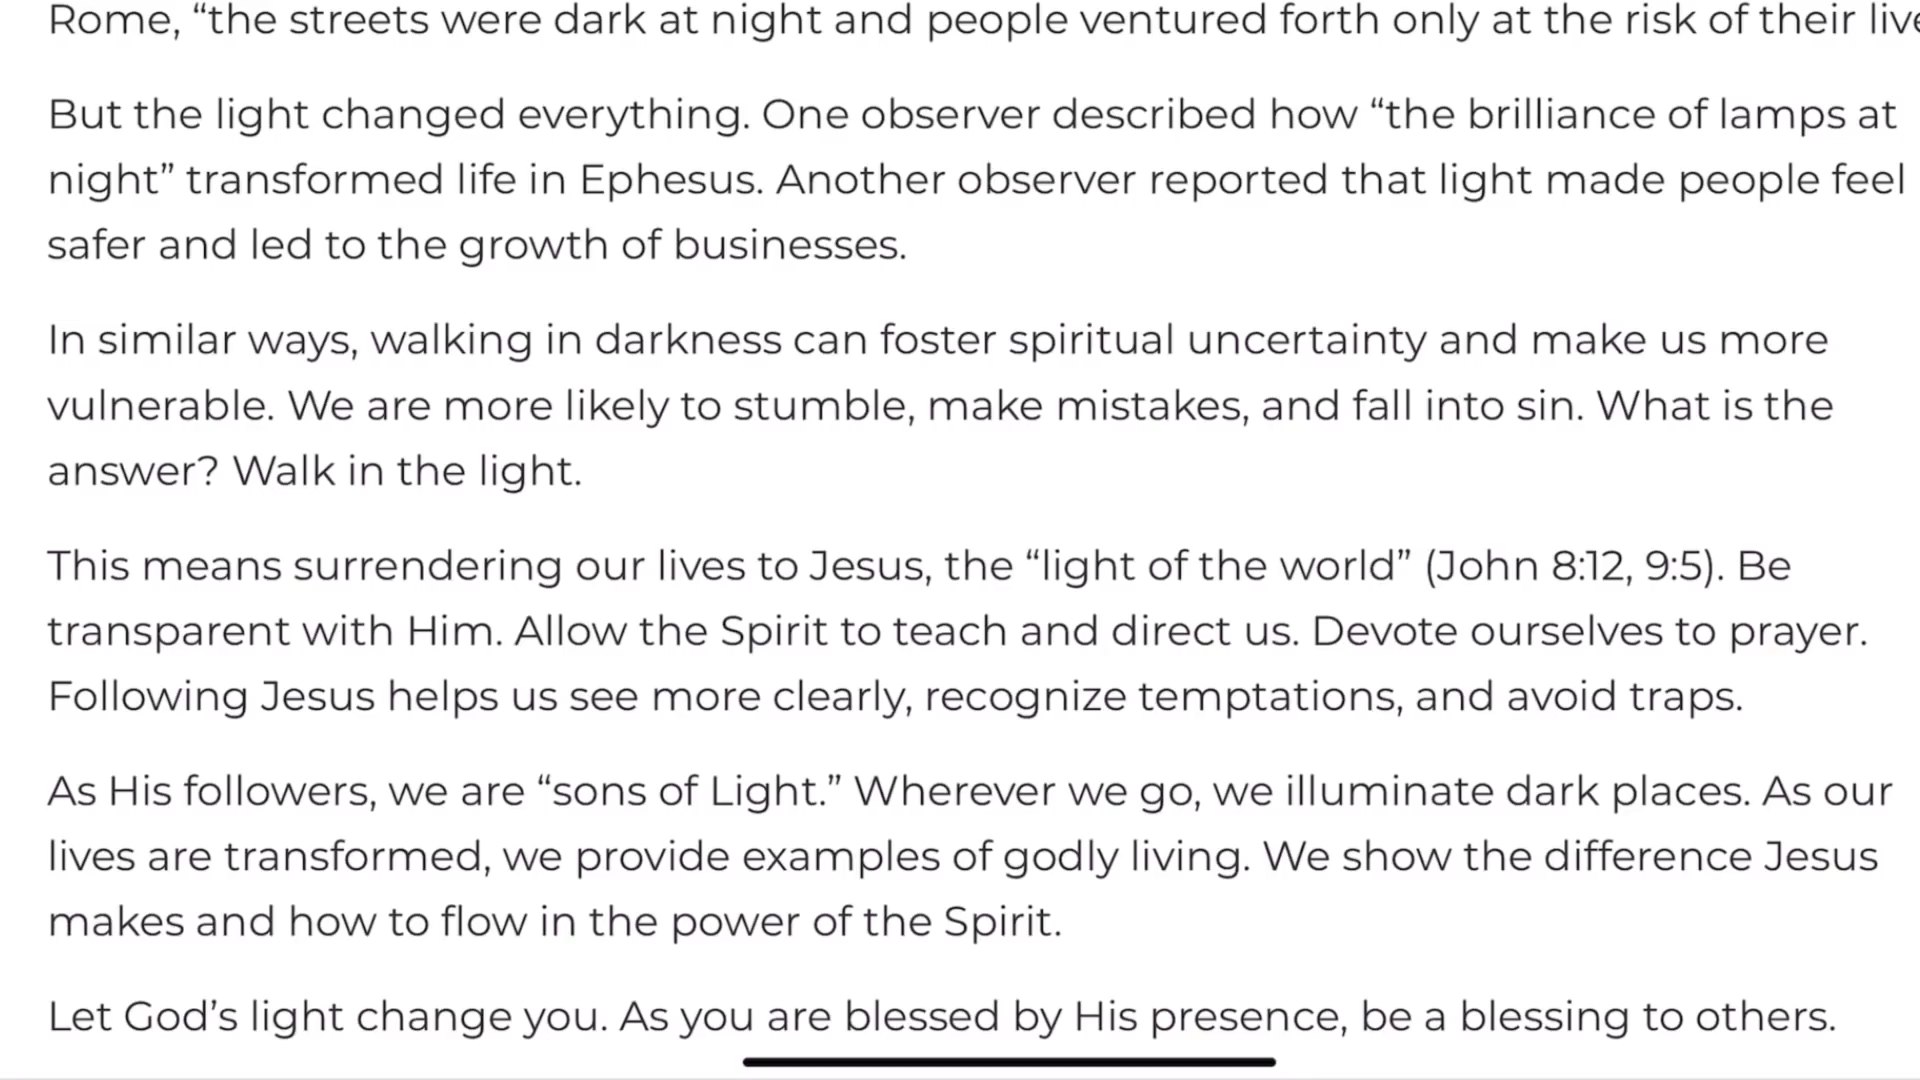 Rome, “the streets were dark at night and people ventured forth only at the risk of their
But the light changed everything. One observer described how “the brilliance of lamps at
night” transformed life in Ephesus. Another observer reported that light made people feel
safer and led to the growth of businesses.
In similar ways, walking in darkness can foster spiritual uncertainty and make us more
vulnerable. We are more likely to stumble, make mistakes, and fall into sin. What is the
answer? Walk in the light.
This means surrendering our lives to Jesus, the “light of the world” (John 8:12, 9:5). Be
transparent with Him. Allow the Spirit to teach and direct us. Devote ourselves to prayer.
Following Jesus helps us see more clearly, recognize temptations, and avoid traps.
As His followers, we are “sons of Light.” Wherever we go, we illuminate dark places. As our
lives are transformed, we provide examples of godly living. We show the difference Jesus
makes and how to flow in the power of the Spirit.
Let God’s light change you. As you are blessed by His presence, be a blessing to others.